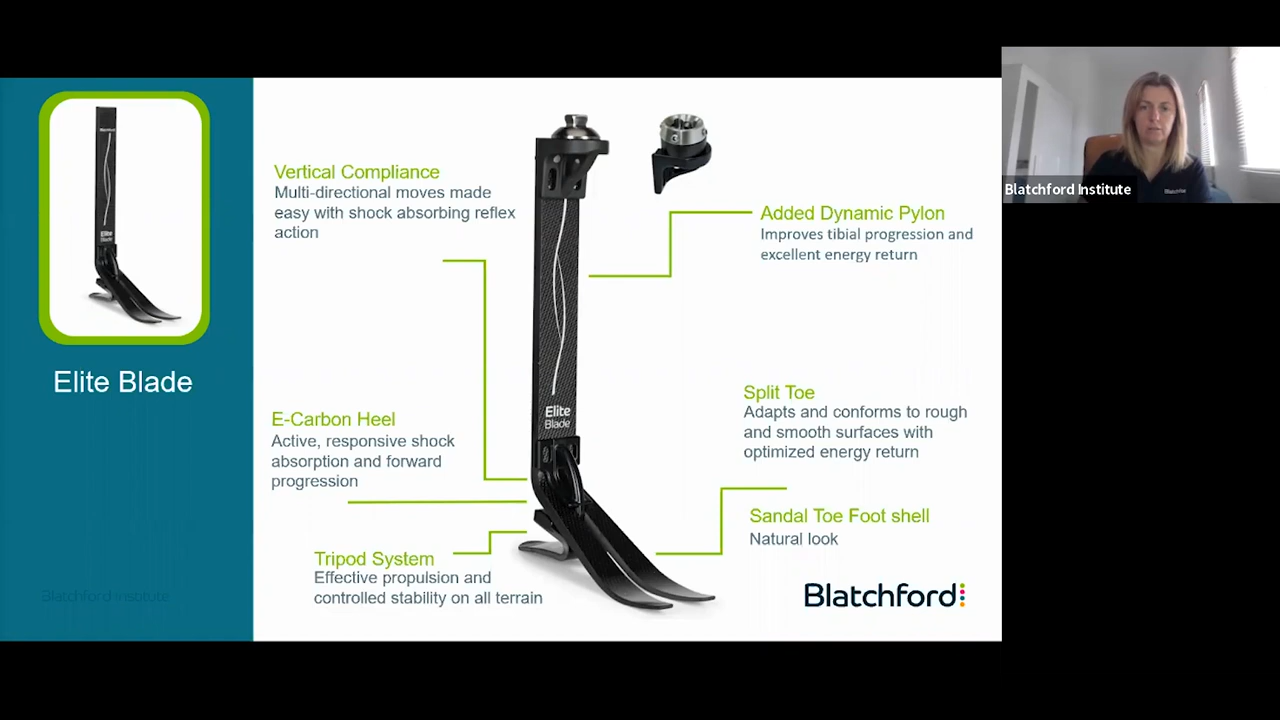 Elite Blade
Vertical Compliance
Multi-directional moves made
easy with shock absorbing reflex
action
Added Dynamic Pylon
Improves tibial progression and
excellent energy return
E-Carbon Heel
Active, responsive shock
absorption and forward
progression
Split Toe
Adapts and conforms to rough
and smooth surfaces with
optimized energy return
Tripod System
Effective propulsion and
controlled stability on all terrain
Sandal Toe Foot shell
Natural look
Elite
Blade
Elite
Blade
Blatchford
Blatchford Institute
Blatchford Institute